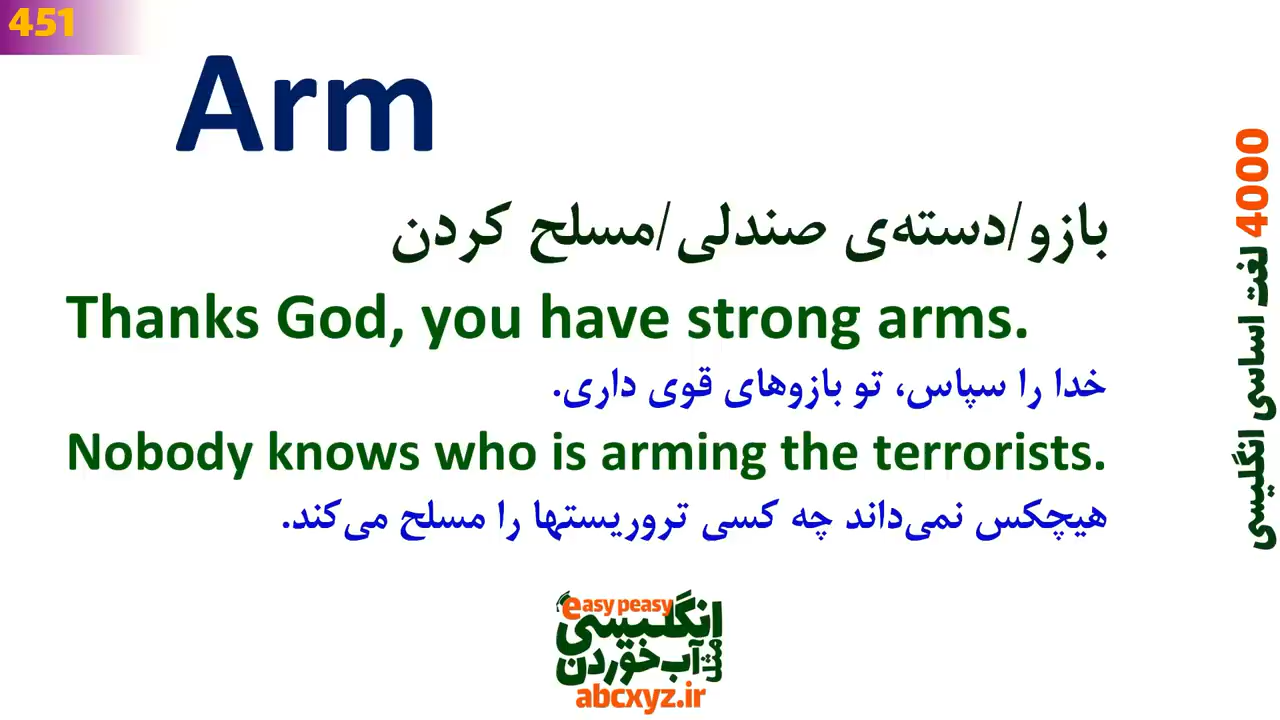 451
Arm
بازو/دسته‌ی صندلی/مسلح کردن
Thanks God, you have strong arms.
خدا را سپاس، تو بازوهای قوی داری.
Nobody knows who is arming the terrorists.
هیچکس نمی‌داند چه کسی تروریستها را مسلح می‌کند.
4000 لغت اساسی انگلیسی
easy peasy
انگلیسی
مثل آب خوردن
abcxyz.ir